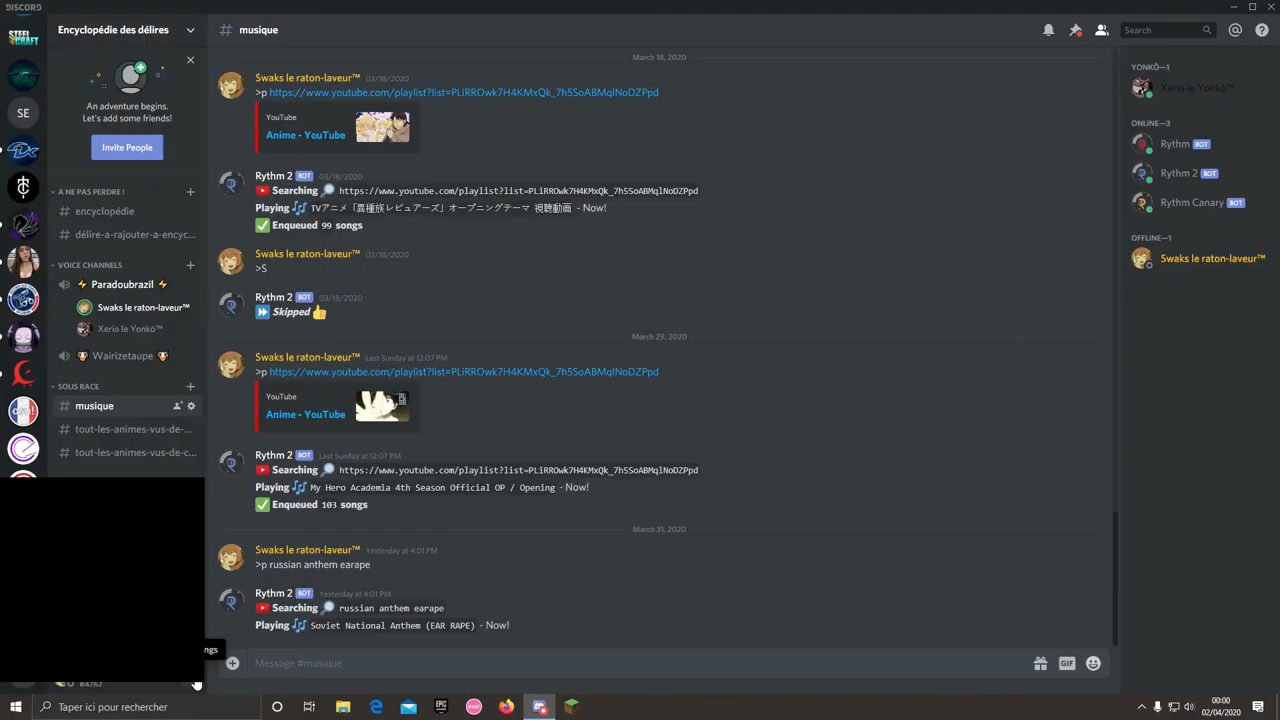 DISCORD
STEEL CRAFT
Encyclopédie des délires
An adventure begins.
Let's add some friends!
Invite People
SE
A NE PAS PERDRE !
encyclopédie
délire-a-rajouter-a-encyc...
VOICE CHANNELS
Paradoubrazil
Swaks le raton-laveur™
Xerio le Yonkō™
Wairizetaupe
SOUS RACE
musique
tout-les-animes-vus-de-...
tout-les-animes-vus-de-c...
ngs
#4762
# musique
Search
March 18, 2020
Swaks le raton-laveur™ 03/18/2020
>p https://www.youtube.com/playlist?list=PLiRROwk7H4KMxQk_7h5SoABMqlNoDZPpd
YouTube
Anime - YouTube
Rythm 2 BOT 03/18/2020
Searching https://www.youtube.com/playlist?list=PLiRROwk7H4KMxQk_7h5SoABMqlNoDZPpd
Playing TVアニメ「異種族レビュアーズ」オープニングテーマ 視聴動画 - Now!
Enqueued 99 songs
Swaks le raton-laveur™ 03/18/2020
>S
Rythm 2 BOT 03/18/2020
Skipped
March 29, 2020
Swaks le raton-laveur™ Last Sunday at 12:07 PM
>p https://www.youtube.com/playlist?list=PLiRROwk7H4KMxQk_7h5SoABMqlNoDZPpd
YouTube
Anime - YouTube
Rythm 2 BOT Last Sunday at 12:07 PM
Searching https://www.youtube.com/playlist?list=PLiRROwk7H4KMxQk_7h5SoABMqlNoDZPpd
Playing My Hero Academia 4th Season Official OP / Opening - Now!
Enqueued 103 songs
March 31, 2020
Swaks le raton-laveur™ Yesterday at 4:01 PM
>p russian anthem earape
Rythm 2 BOT Yesterday at 4:01 PM
Searching russian anthem earape
Playing Soviet National Anthem (EAR RAPE) - Now!
Message #musique
GIF
YONKŌ—1
Xerio le Yonkō™
ONLINE—3
Rythm BOT
Rythm 2 BOT
Rythm Canary BOT
OFFLINE—1
Swaks le raton-laveur™
Taper ici pour rechercher
EPIC
00:00
02/04/2020